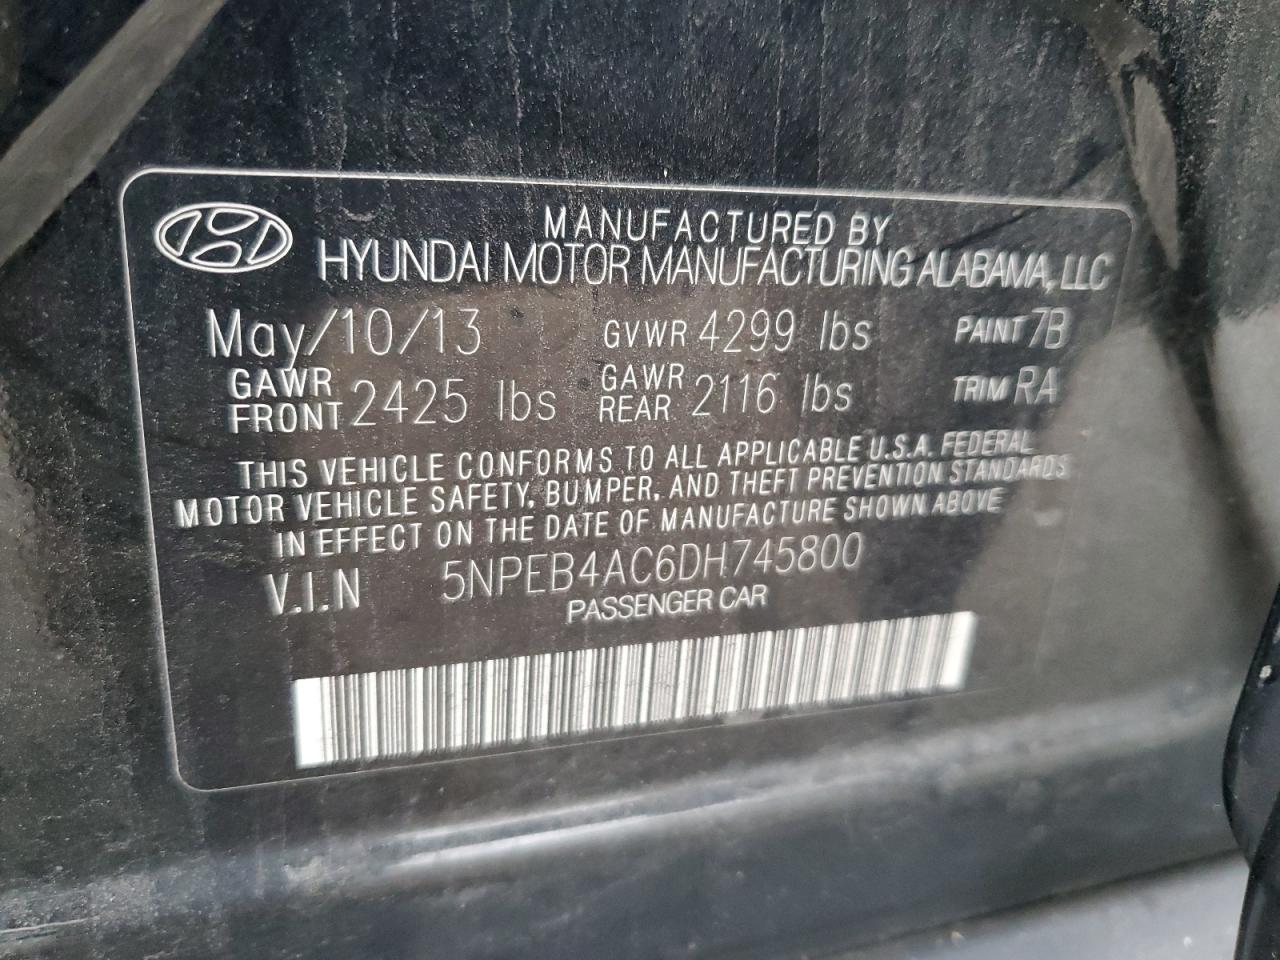 MANUFACTURED BY
HYUNDAI MOTOR MANUFACTURING ALABAMA, LLC
May/10/13 GVWR 4299 lbs PAINT 7B
GAWR FRONT 2425 lbs GAWR REAR 2116 lbs TRIM RA
THIS VEHICLE CONFORMS TO ALL APPLICABLE U.S.A. FEDERAL
MOTOR VEHICLE SAFETY, BUMPER, AND THEFT PREVENTION STANDARDS
IN EFFECT ON THE DATE OF MANUFACTURE SHOWN ABOVE
V.I.N 5NPEB4AC6DH745800
PASSENGER CAR